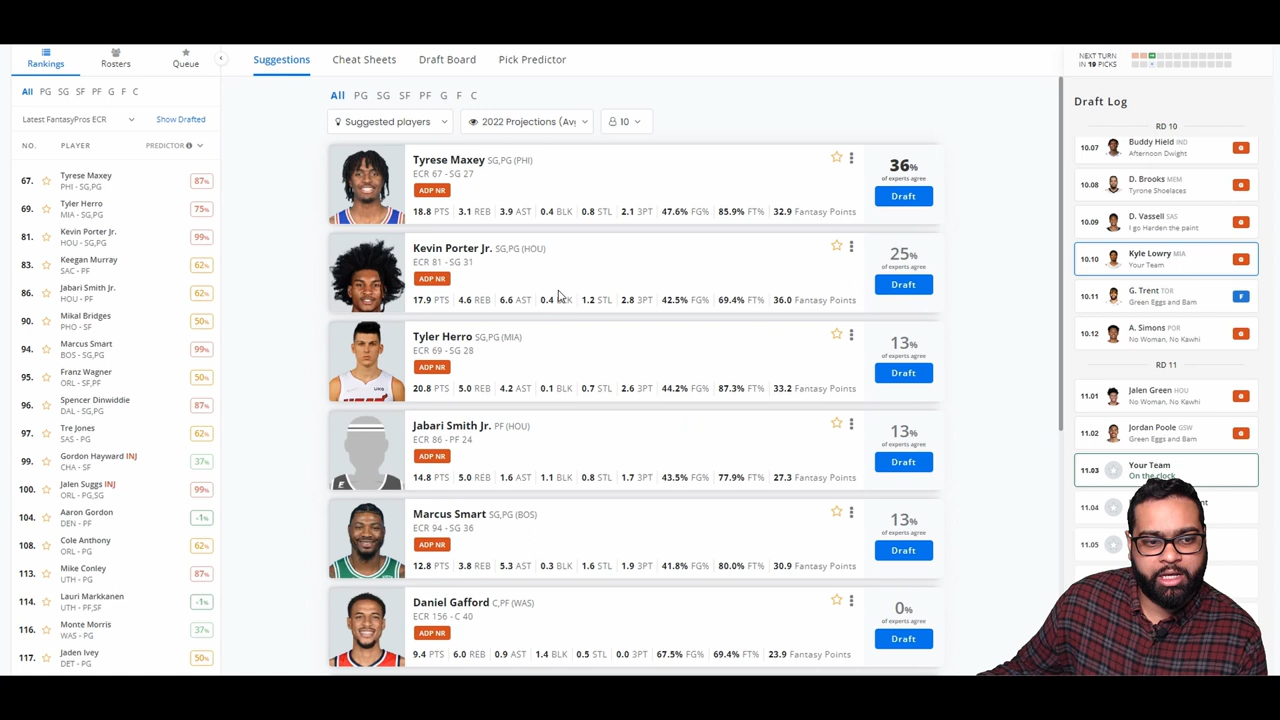 Rankings Rosters Queue
All PG SG SF PF G F C
Latest FantasyPros ECR Show Drafted
NO. PLAYER PREDICTOR
67. Tyrese Maxey 87%
PHI - SG,PG
69. Tyler Herro 75%
MIA - SG,PG
81. Kevin Porter Jr. 99%
HOU - SG,PG
83. Keegan Murray 62%
SAC - PF
86. Jabari Smith Jr. 62%
HOU - PF
90. Mikal Bridges 50%
PHO - SF
94. Marcus Smart 99%
BOS - SG,PG
95. Franz Wagner 50%
ORL - SF,PF
96. Spencer Dinwiddie 87%
DAL - SG,PG
97. Tre Jones 62%
SAS - PG
99. Gordon Hayward INJ 37%
CHA - SF
100. Jalen Suggs INJ 99%
ORL - PG,SG
104. Aaron Gordon -1%
DEN - PF
108. Cole Anthony 62%
ORL - PG
113. Mike Conley 87%
UTH - PG
114. Lauri Markkanen -1%
UTH - PF,SF
116. Monte Morris 37%
WAS - PG
117. Jaden Ivey 50%
DET - PG
Suggestions Cheat Sheets Draft Board Pick Predictor
All PG SG SF PF G F C
Suggested players 2022 Projections (Avg 10
Tyrese Maxey SG,PG (PHI)
ECR 67 - SG 27
ADP NR
18.8 PTS 3.1 REB 3.9 AST 0.4 BLK 0.8 STL 2.1 3PT 47.6% FG% 85.9% FT% 32.9 Fantasy Points
36%
of experts agree
Draft
Kevin Porter Jr. SG,PG (HOU)
ECR 81 - SG 31
ADP NR
17.9 PTS 4.6 REB 6.6 AST 0.4 BLK 1.2 STL 2.8 3PT 42.5% FG% 69.4% FT% 36.0 Fantasy Points
25%
of experts agree
Draft
Tyler Herro SG,PG (MIA)
ECR 69 - SG 28
ADP NR
20.8 PTS 5.0 REB 4.2 AST 0.1 BLK 0.7 STL 2.6 3PT 44.2% FG% 87.3% FT% 33.2 Fantasy Points
13%
of experts agree
Draft
Jabari Smith Jr. PF (HOU)
ECR 86 - PF 24
ADP NR
14.8 PTS 5.0 REB 1.6 AST 1.1 BLK 0.8 STL 1.7 3PT 43.5% FG% 77.9% FT% 27.3 Fantasy Points
13%
of experts agree
Draft
Marcus Smart SG,PG (BOS)
ECR 94 - SG 36
ADP NR
12.8 PTS 3.8 REB 5.3 AST 0.3 BLK 1.6 STL 1.9 3PT 41.8% FG% 80.0% FT% 30.9 Fantasy Points
13%
of experts agree
Draft
Daniel Gafford C,PF (WAS)
ECR 156 - C 40
ADP NR
9.4 PTS 6.0 REB 0.9 AST 1.4 BLK 0.5 STL 0.0 3PT 67.5% FG% 69.4% FT% 23.9 Fantasy Points
0%
of experts agree
Draft
NEXT TURN
IN 19 PICKS
Draft Log
RD 10
10.07 Buddy Hield IND G
Afternoon Dwight
10.08 D. Brooks MEM G
Tyrone Shoelaces
10.09 D. Vassell SAS G
I go Harden the paint
10.10 Kyle Lowry MIA G
Your Team
10.11 G. Trent TOR F
Green Eggs and Bam
10.12 A. Simons POR G
No Woman, No Kawhi
RD 11
11.01 Jalen Green HOU G
No Woman, No Kawhi
11.02 Jordan Poole GSW G
Green Eggs and Bam
11.03 Your Team
On the clock
11.04
11.05